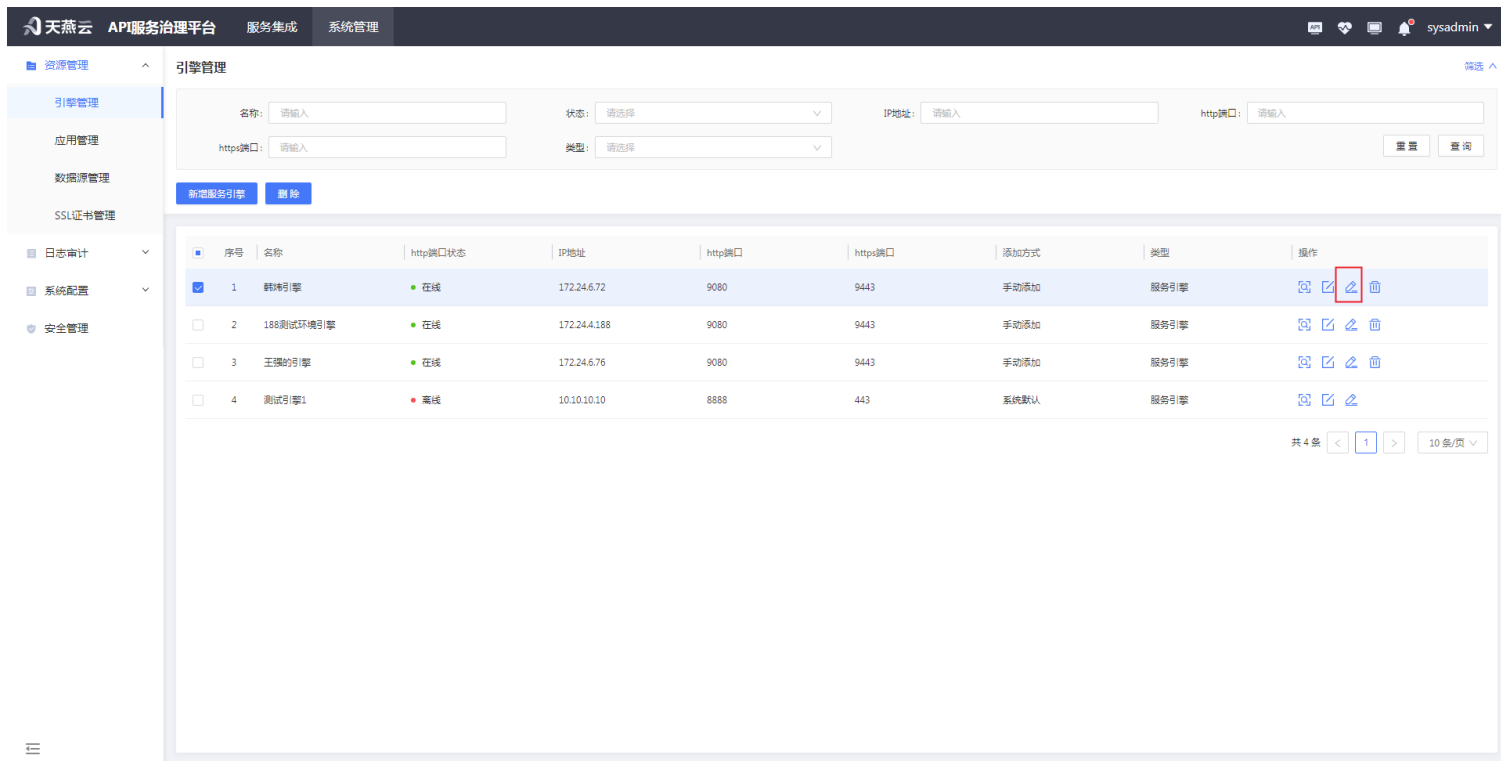 天燕云 API服务治理平台 服务集成 系统管理 API sysadmin
资源管理
引擎管理
应用管理
数据源管理
SSL证书管理
日志审计
系统配置
安全管理
引擎管理 筛选
名称: 请输入 状态: 请选择 IP地址: 请输入 http端口: 请输入
https端口: 请输入 类型: 请选择 重置 查询
新增服务引擎 删除
序号 名称 http端口状态 IP地址 http端口 https端口 添加方式 类型 操作
1 韩炜引擎 在线 172.24.6.72 9080 9443 手动添加 服务引擎
2 188测试环境引擎 在线 172.24.4.188 9080 9443 手动添加 服务引擎
3 王强的引擎 在线 172.24.6.76 9080 9443 手动添加 服务引擎
4 测试引擎1 离线 10.10.10.10 8888 443 系统默认 服务引擎
共 4 条 < 1 > 10 条/页